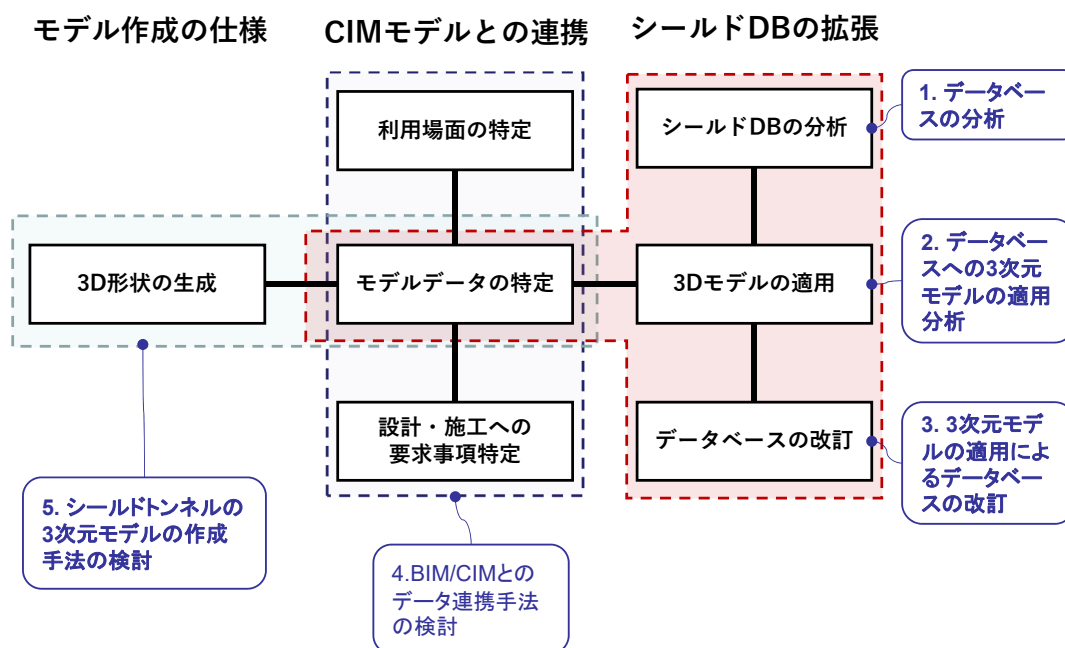 モデル作成の仕様
CIMモデルとの連携
シールドDBの拡張
利用場面の特定
シールドDBの分析
1. データベー
スの分析
3D形状の生成
モデルデータの特定
3Dモデルの適用
2. データベー
スへの3次元
モデルの適用
分析
設計・施工への
要求事項特定
データベースの改訂
3. 3次元モデ
ルの適用によ
るデータベー
スの改訂
5. シールドトンネルの
3次元モデルの作成
手法の検討
4.BIM/CIMとの
データ連携手法
の検討